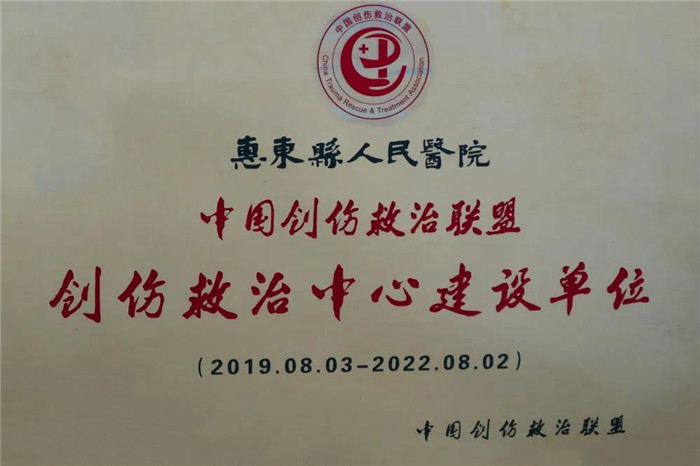 中国创伤救治联盟
China Trauma Rescue & Treatment Association
惠東縣人民醫院
中国创伤救治联盟
创伤救治中心建设单位
(2019.08.03-2022.08.02)
中国创伤救治联盟